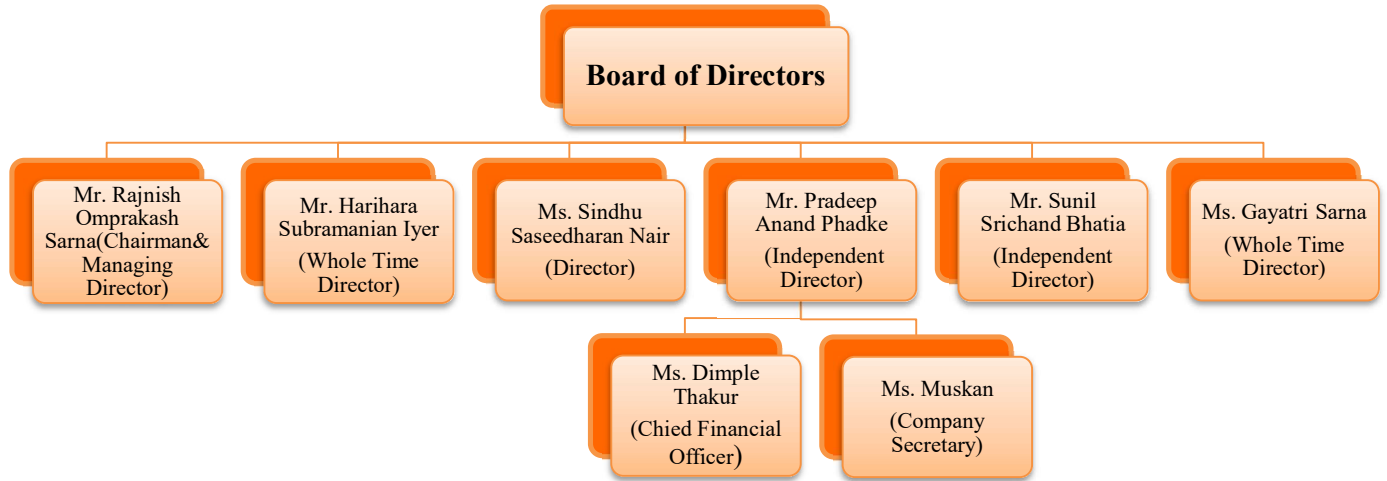 Board of Directors
Mr. Rajnish
Omprakash
Sarna(Chairman&
Managing
Director)
Mr. Harihara
Subramanian Iyer
(Whole Time
Director)
Ms. Sindhu
Saseedharan Nair
(Director)
Mr. Pradeep
Anand Phadke
(Independent
Director)
Mr. Sunil
Srichand Bhatia
(Independent
Director)
Ms. Gayatri Sarna
(Whole Time
Director)
Ms. Dimple
Thakur
(Chied Financial
Officer)
Ms. Muskan
(Company
Secretary)